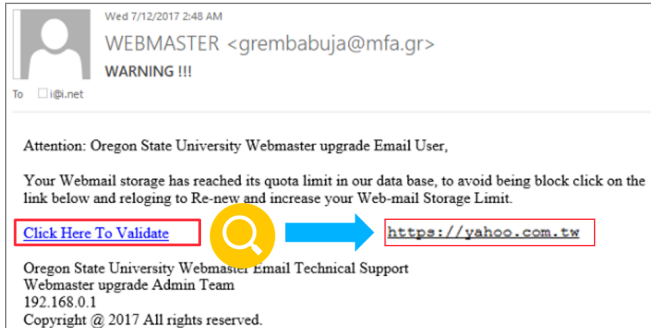 Wed 7/12/2017 2:48 AM
WEBMASTER <grembabuja@mfa.gr>
WARNING !!!
To i@i.net
Attention: Oregon State University Webmaster upgrade Email User,
Your Webmail storage has reached its quota limit in our data base, to avoid being block click on the
link below and reloging to Re-new and increase your Web-mail Storage Limit.
Click Here To Validate https://yahoo.com.tw
Oregon State University Webmaster Email Technical Support
Webmaster upgrade Admin Team
192.168.0.1
Copyright @ 2017 All rights reserved.